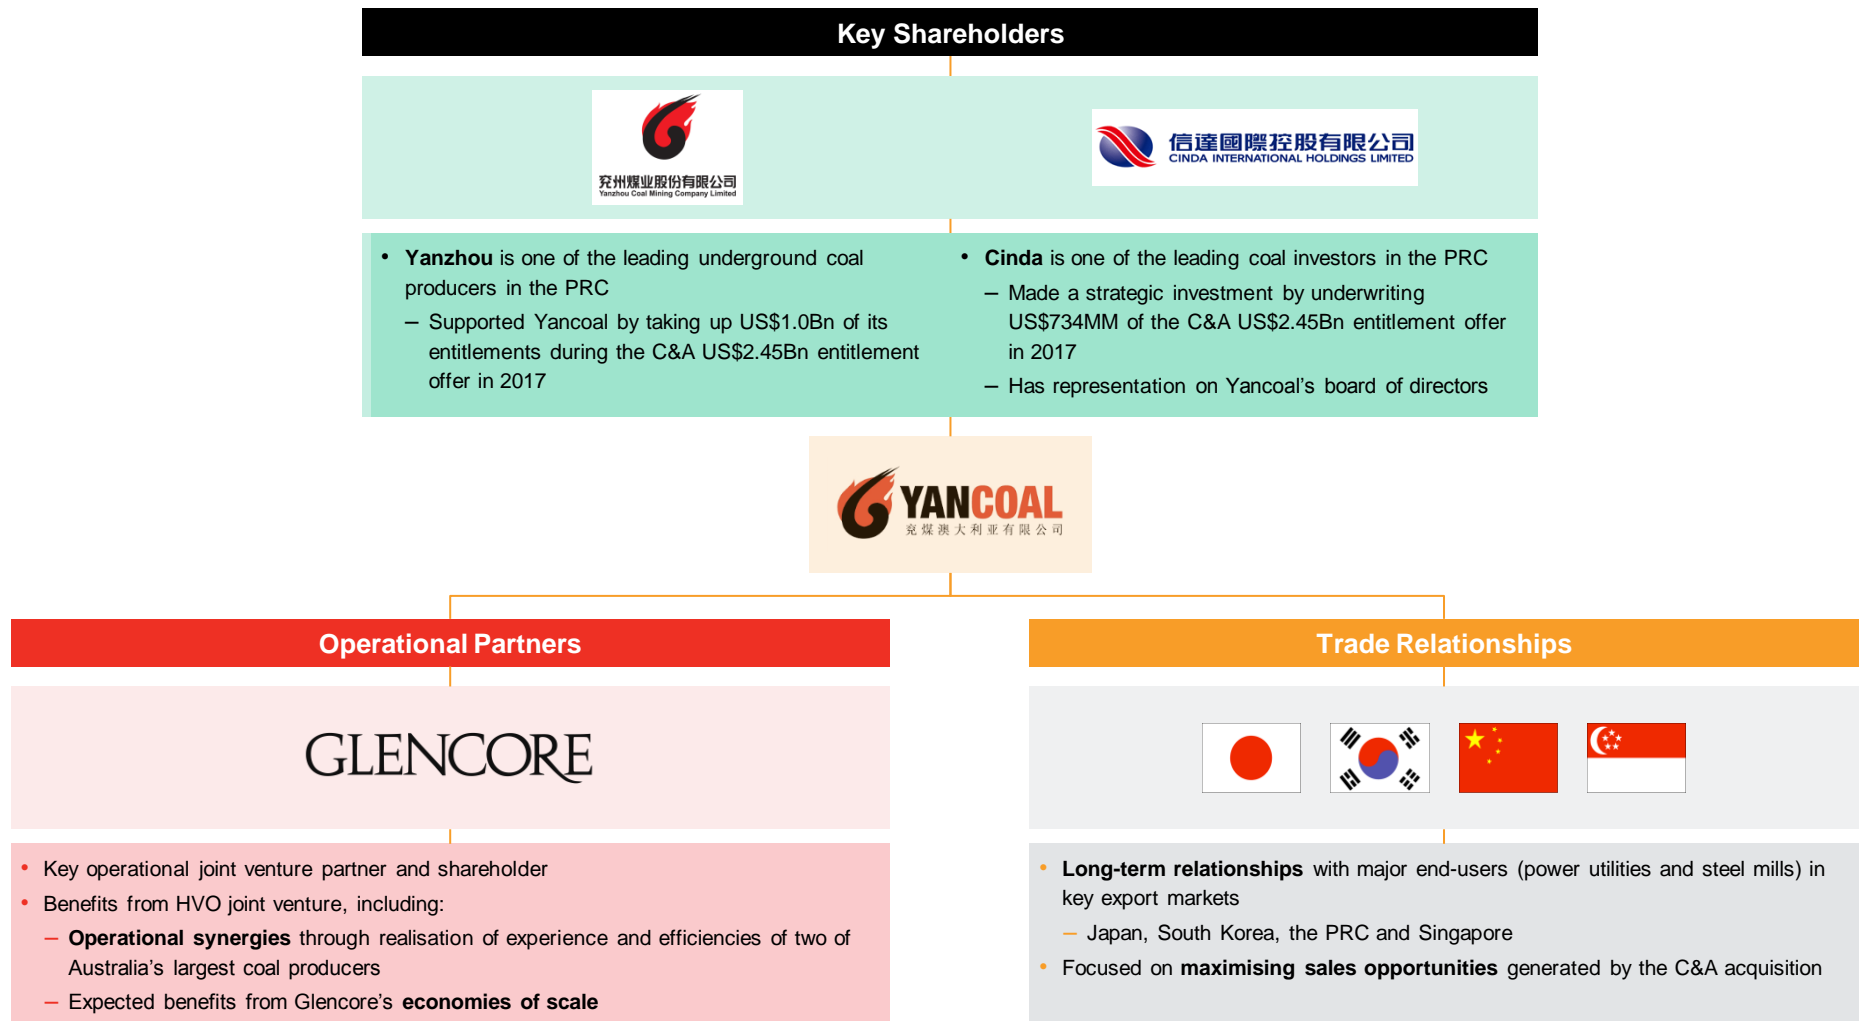 Key Shareholders
兖州煤业股份有限公司
Yanzhou Coal Mining Company Limited
信達國際控股有限公司
CINDA INTERNATIONAL HOLDINGS LIMITED
• Yanzhou is one of the leading underground coal
producers in the PRC
– Supported Yancoal by taking up US$1.0Bn of its
entitlements during the C&A US$2.45Bn entitlement
offer in 2017
• Cinda is one of the leading coal investors in the PRC
– Made a strategic investment by underwriting
US$734MM of the C&A US$2.45Bn entitlement offer
in 2017
– Has representation on Yancoal’s board of directors
YANCOAL
兖煤澳大利亚有限公司
Operational Partners
GLENCORE
• Key operational joint venture partner and shareholder
• Benefits from HVO joint venture, including:
– Operational synergies through realisation of experience and efficiencies of two of
Australia’s largest coal producers
– Expected benefits from Glencore’s economies of scale
Trade Relationships
• Long-term relationships with major end-users (power utilities and steel mills) in
key export markets
– Japan, South Korea, the PRC and Singapore
• Focused on maximising sales opportunities generated by the C&A acquisition